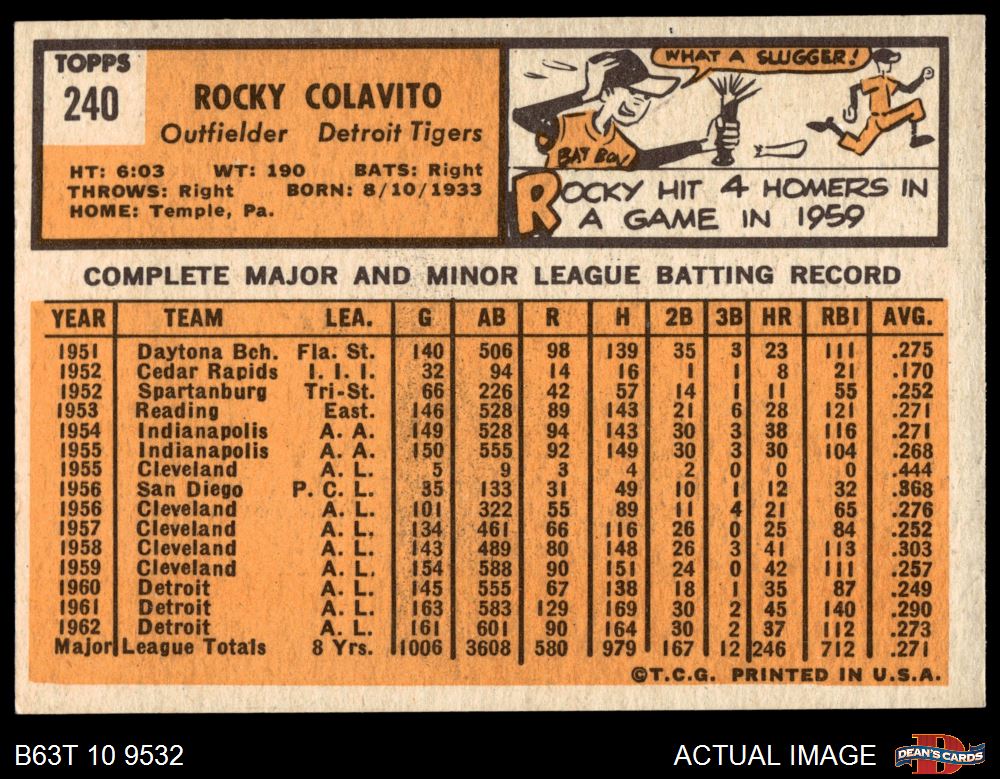 TOPPS
240
ROCKY COLAVITO
Outfielder Detroit Tigers
HT: 6:03 WT: 190 BATS: Right
THROWS: Right BORN: 8/10/1933
HOME: Temple, Pa.
WHAT A SLUGGER!
BAT BOY
ROCKY HIT 4 HOMERS IN
A GAME IN 1959
COMPLETE MAJOR AND MINOR LEAGUE BATTING RECORD
YEAR TEAM LEA. G AB R H 2B 3B HR RBI AVG.
1951 Daytona Bch. Fla. St. 140 506 98 139 35 3 23 111 .275
1952 Cedar Rapids I. I. I. 32 94 14 16 1 1 8 21 .170
1952 Spartanburg Tri-St. 66 226 42 57 14 1 11 55 .252
1953 Reading East. 146 528 89 143 21 6 28 121 .271
1954 Indianapolis A. A. 149 528 94 143 30 3 38 116 .271
1955 Indianapolis A. A. 150 555 92 149 30 3 30 104 .268
1955 Cleveland A. L. 5 9 3 4 2 0 0 0 .444
1956 San Diego P. C. L. 35 133 31 49 10 1 12 32 .368
1956 Cleveland A. L. 101 322 55 89 11 4 21 65 .276
1957 Cleveland A. L. 134 461 66 116 26 0 25 84 .252
1958 Cleveland A. L. 143 489 80 148 26 3 41 113 .303
1959 Cleveland A. L. 154 588 90 151 24 0 42 111 .257
1960 Detroit A. L. 145 555 67 138 18 1 35 87 .249
1961 Detroit A. L. 163 583 129 169 30 2 45 140 .290
1962 Detroit A. L. 161 601 90 164 30 2 37 112 .273
Major League Totals 8 Yrs. 1006 3608 580 979 167 12 246 712 .271
©T.C.G. PRINTED IN U.S.A.
B63T 10 9532
ACTUAL IMAGE
D
DEAN'S CARDS